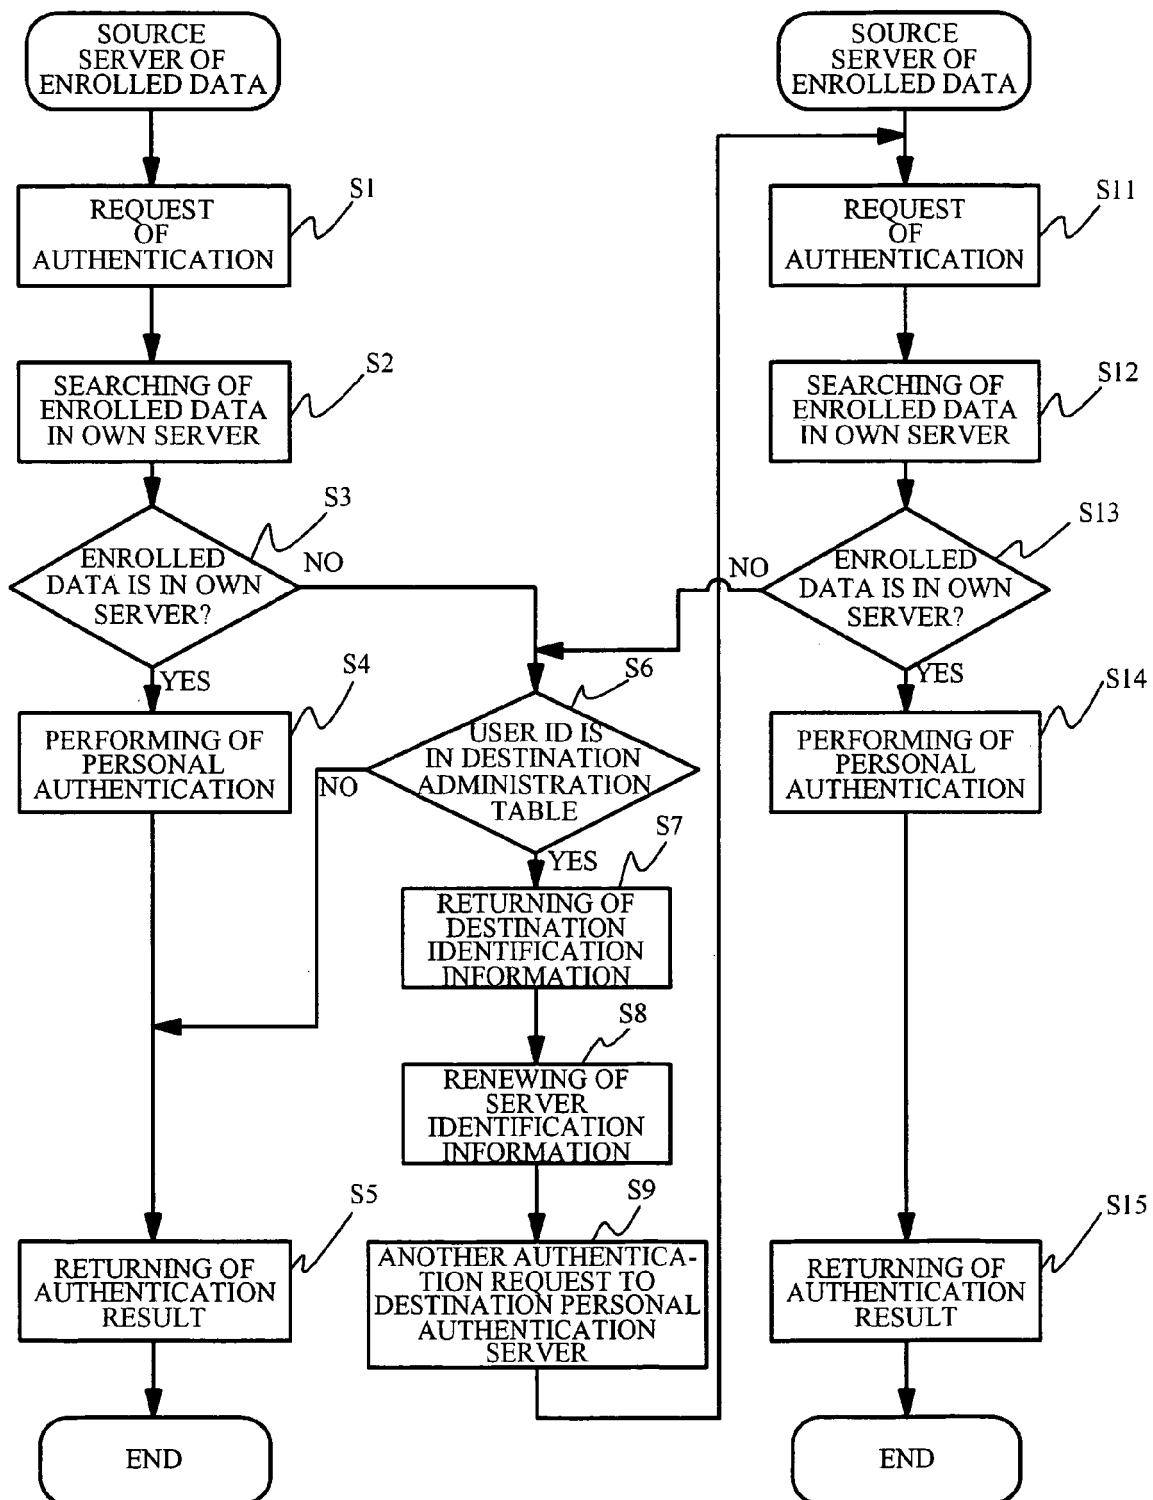 SOURCE
SERVER OF
ENROLLED DATA
REQUEST
OF
AUTHENTICATION
S1
SEARCHING OF
ENROLLED DATA
IN OWN SERVER
S2
ENROLLED
DATA IS IN OWN
SERVER?
S3
NO
YES
PERFORMING OF
PERSONAL
AUTHENTICATION
S4
RETURNING OF
AUTHENTICATION
RESULT
S5
END
USER ID IS
IN DESTINATION
ADMINISTRATION
TABLE
S6
NO
YES
RETURNING OF
DESTINATION
IDENTIFICATION
INFORMATION
S7
RENEWING OF
SERVER
IDENTIFICATION
INFORMATION
S8
ANOTHER AUTHENTICA-
TION REQUEST TO
DESTINATION PERSONAL
AUTHENTICATION
SERVER
S9
SOURCE
SERVER OF
ENROLLED DATA
REQUEST
OF
AUTHENTICATION
S11
SEARCHING OF
ENROLLED DATA
IN OWN SERVER
S12
ENROLLED
DATA IS IN OWN
SERVER?
S13
NO
YES
PERFORMING OF
PERSONAL
AUTHENTICATION
S14
RETURNING OF
AUTHENTICATION
RESULT
S15
END